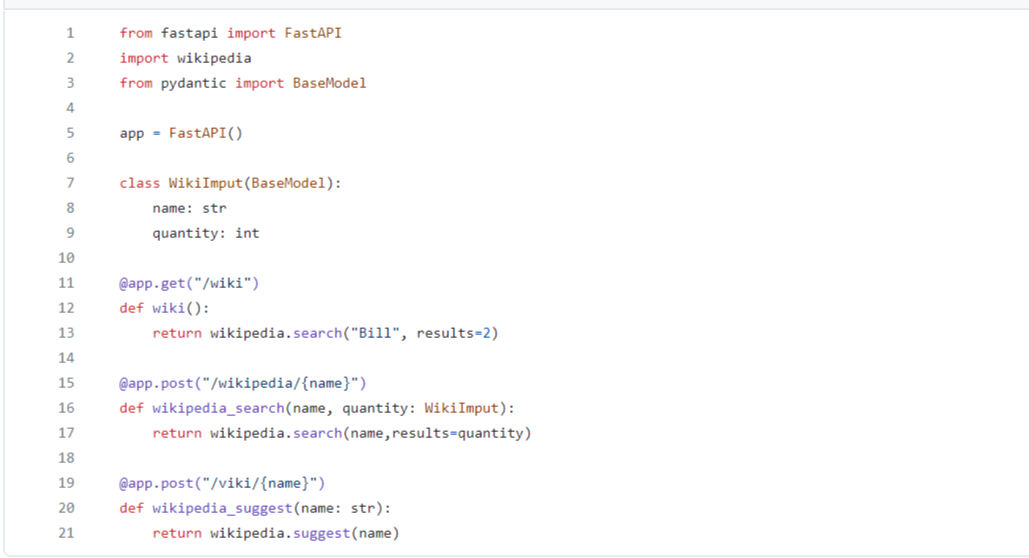 1 from fastapi import FastAPI
2 import wikipedia
3 from pydantic import BaseModel
4
5 app = FastAPI()
6
7 class WikiImput(BaseModel):
8     name: str
9     quantity: int
10
11 @app.get("/wiki")
12 def wiki():
13     return wikipedia.search("Bill", results=2)
14
15 @app.post("/wikipedia/{name}")
16 def wikipedia_search(name, quantity: WikiImput):
17     return wikipedia.search(name,results=quantity)
18
19 @app.post("/viki/{name}")
20 def wikipedia_suggest(name: str):
21     return wikipedia.suggest(name)